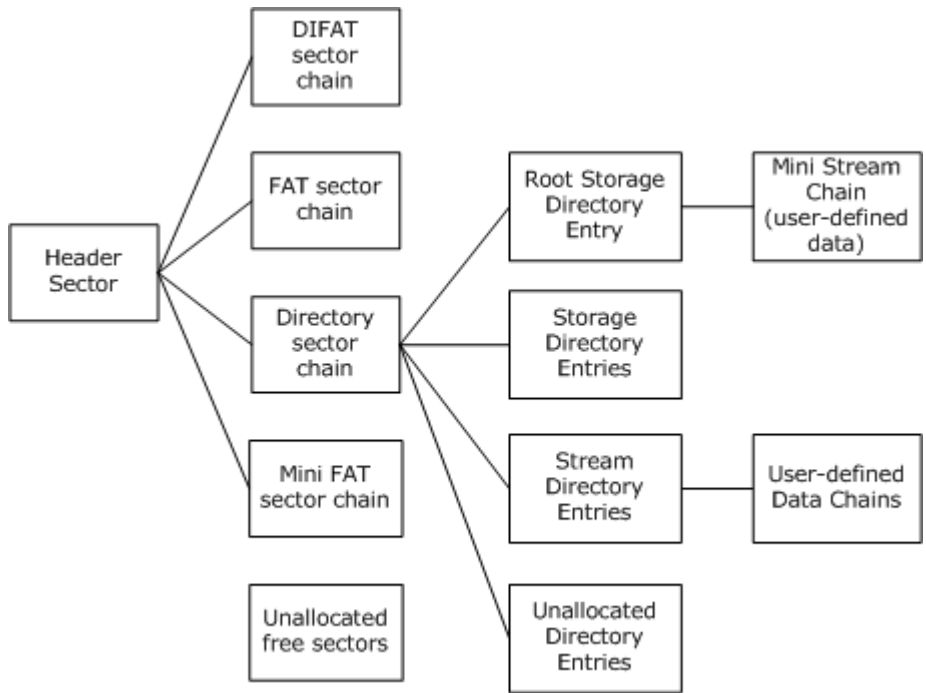 Header
Sector
DIFAT
sector
chain
FAT sector
chain
Directory
sector
chain
Mini FAT
sector chain
Unallocated
free sectors
Root Storage
Directory
Entry
Storage
Directory
Entries
Stream
Directory
Entries
Unallocated
Directory
Entries
Mini Stream
Chain
(user-defined
data)
User-defined
Data Chains